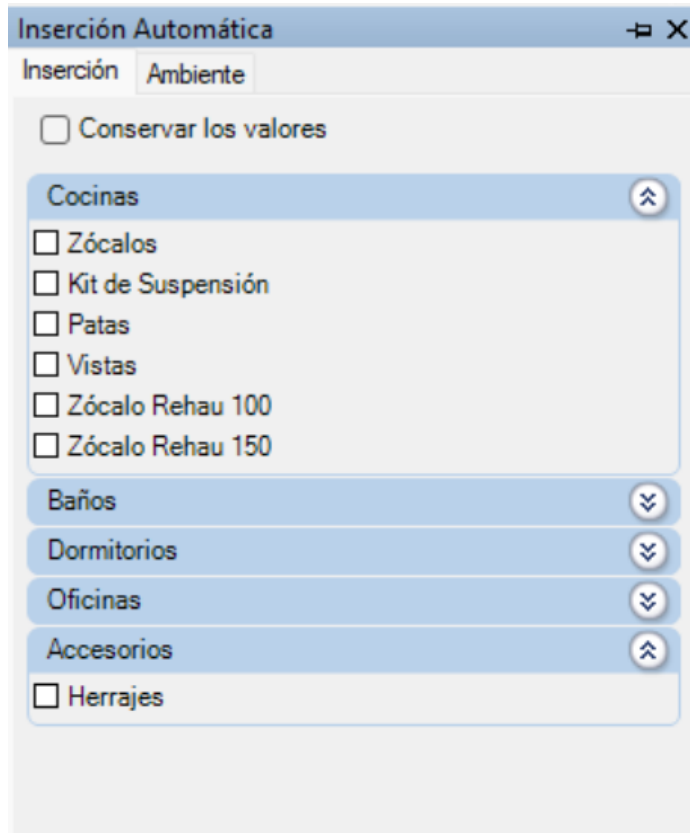 Inserción Automática
Inserción Ambiente
Conservar los valores
Cocinas
Zócalos
Kit de Suspensión
Patas
Vistas
Zócalo Rehau 100
Zócalo Rehau 150
Baños
Dormitorios
Oficinas
Accesorios
Herrajes